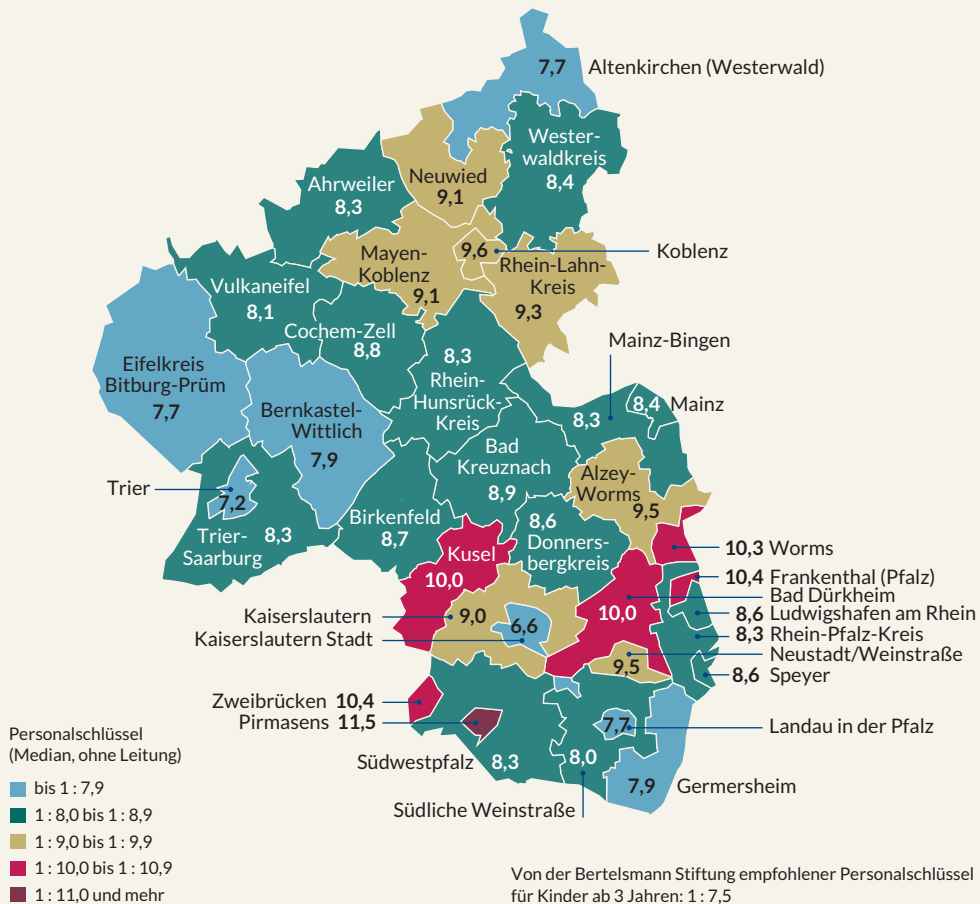 7,7
Altenkirchen (Westerwald)
Wester-
waldkreis
8,4
Neuwied
9,1
Ahrweiler
8,3
9,6
Koblenz
Mayen-
Koblenz
9,1
Rhein-Lahn-
Kreis
9,3
Vulkaneifel
8,1
Cochem-Zell
8,8
Eifelkreis
Bitburg-Prüm
7,7
8,3
Rhein-
Hunsrück-
Kreis
Mainz-Bingen
8,3
8,4
Mainz
Bernkastel-
Wittlich
7,9
Bad
Kreuznach
8,9
Alzey-
Worms
9,5
Trier
7,2
Trier-
Saarburg
8,3
Birkenfeld
8,7
8,6
Donners-
bergkreis
Kusel
10,0
10,3 Worms
10,4 Frankenthal (Pfalz)
Bad Dürkheim
10,0
8,6 Ludwigshafen am Rhein
8,3 Rhein-Pfalz-Kreis
Neustadt/Weinstraße
9,5
8,6 Speyer
Kaiserslautern
9,0
Kaiserslautern Stadt
6,6
Zweibrücken 10,4
Pirmasens 11,5
Südwestpfalz
8,3
7,7
Landau in der Pfalz
8,0
Südliche Weinstraße
7,9
Germersheim
Personalschlüssel
(Median, ohne Leitung)
bis 1 : 7,9
1 : 8,0 bis 1 : 8,9
1 : 9,0 bis 1 : 9,9
1 : 10,0 bis 1 : 10,9
1 : 11,0 und mehr
Von der Bertelsmann Stiftung empfohlener Personalschlüssel
für Kinder ab 3 Jahren: 1 : 7,5